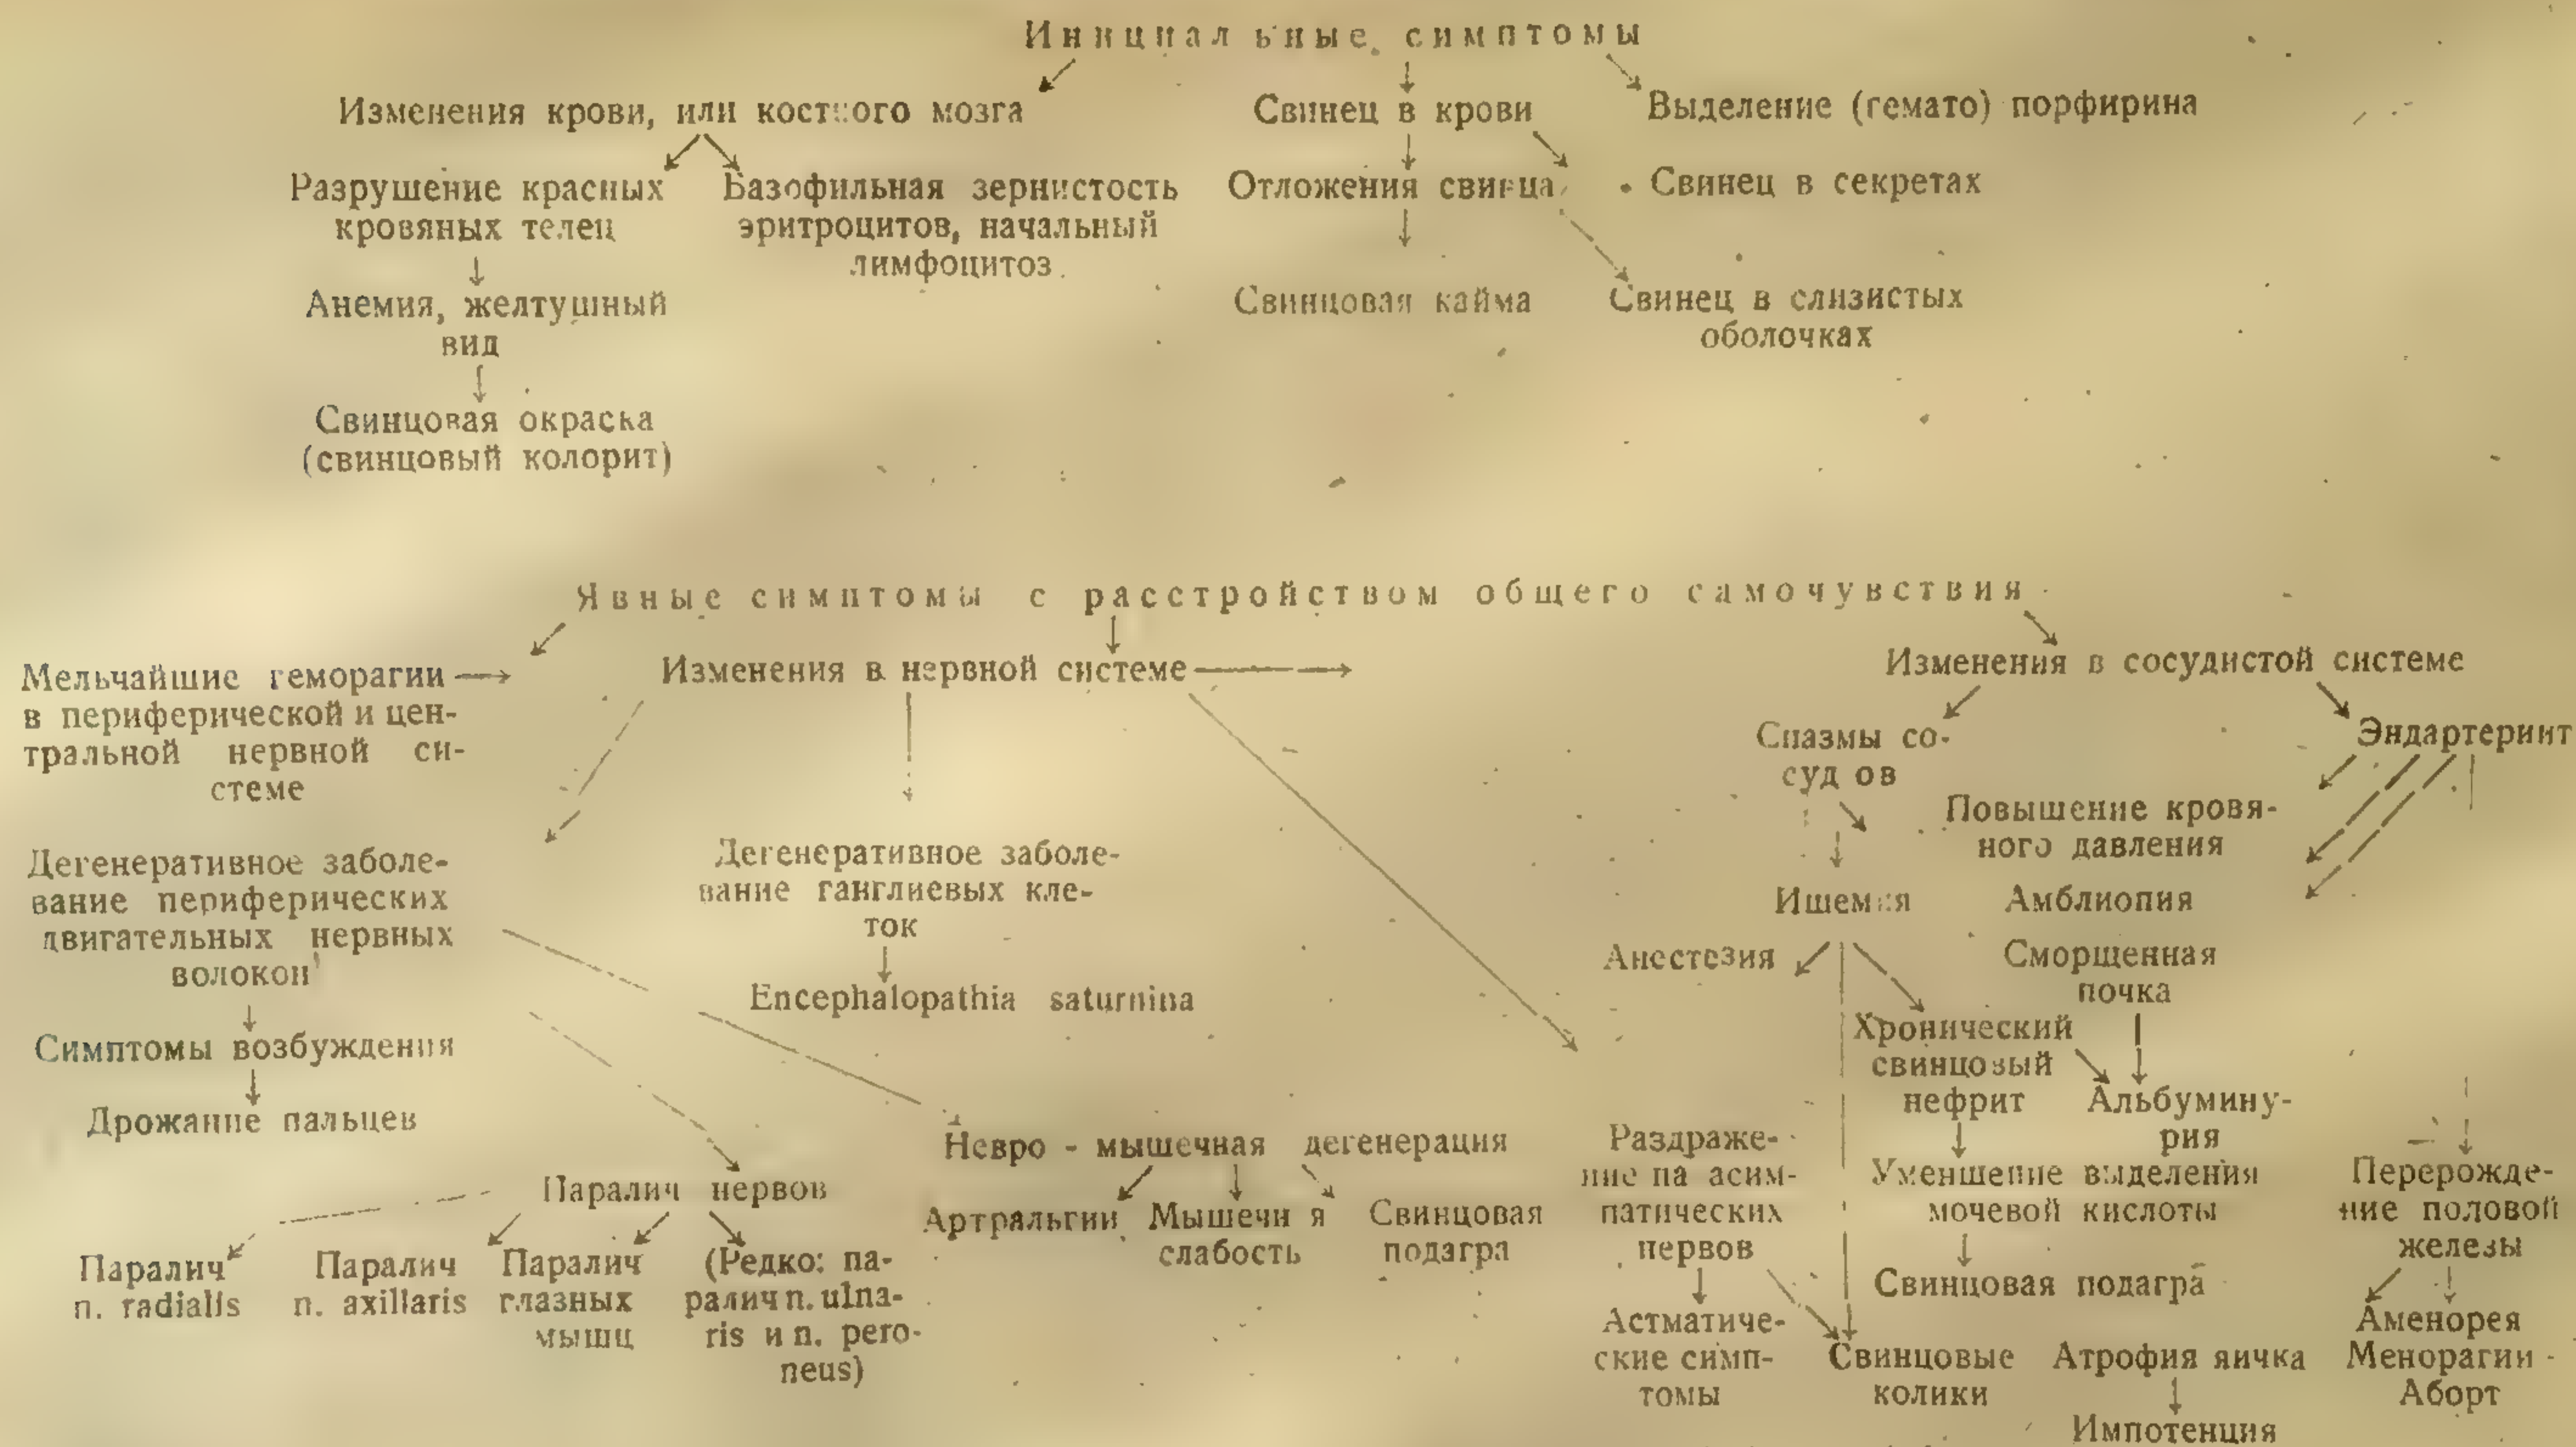 Инициальные симптомы
Изменения крови, или костного мозга
Свинец в крови
Выделение (гемато) порфирина
Разрушение красных
кровяных телец
Базофильная зернистость
эритроцитов, начальный
лимфоцитоз
Отложения свинца
Свинец в секретах
Анемия, желтушный
вид
Свинцовая кайма
Свинец в слизистых
оболочках
Свинцовая окраска
(свинцовый колорит)
Явные симптомы с расстройством общего самочувствия
Мельчайшие геморагии
в периферической и цен-
тральной нервной си-
стеме
Изменения в нервной системе
Изменения в сосудистой системе
Спазмы со-
судов
Эндартериит
Повышение кровя-
ного давления
Дегенеративное заболе-
вание периферических
двигательных нервных
волокон
Дегенеративное заболе-
вание ганглиевых кле-
ток
Encephalopathia saturnina
Ишемия
Амблиопия
Анестезия
Сморщенная
почка
Хронический
свинцовый
нефрит
Альбумину-
рия
Симптомы возбуждения
Дрожание пальцев
Невро - мышечная дегенерация
Раздраже-
ние па асим-
патических
нервов
Уменшение выделения
мочевой кислоты
Перерожде-
ние половой
железы
Паралич нервов
Артральгии
Мышечн я
слабость
Свинцовая
подагра
Паралич
n. radialis
Паралич
n. axillaris
Паралич
глазных
мышц
(Редко: па-
ралич n. ulna-
ris и n. pero-
neus)
Свинцовая подагра
Астматиче-
ские симп-
томы
Свинцовые
колики
Атрофия яичка
Импотенция
Аменорея
Менорагии
Аборт